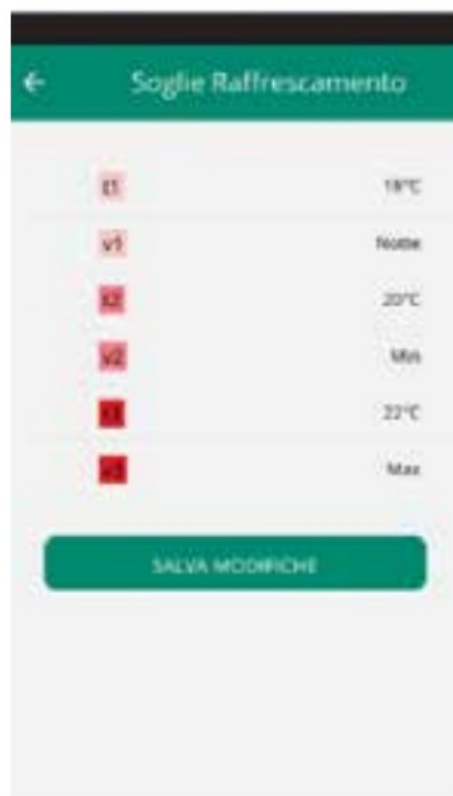 Soglie Raffrescamento
t1 18°C
v1 Notte
t2 20°C
v2 Min
t3 22°C
v3 Max
SALVA MODIFICHE